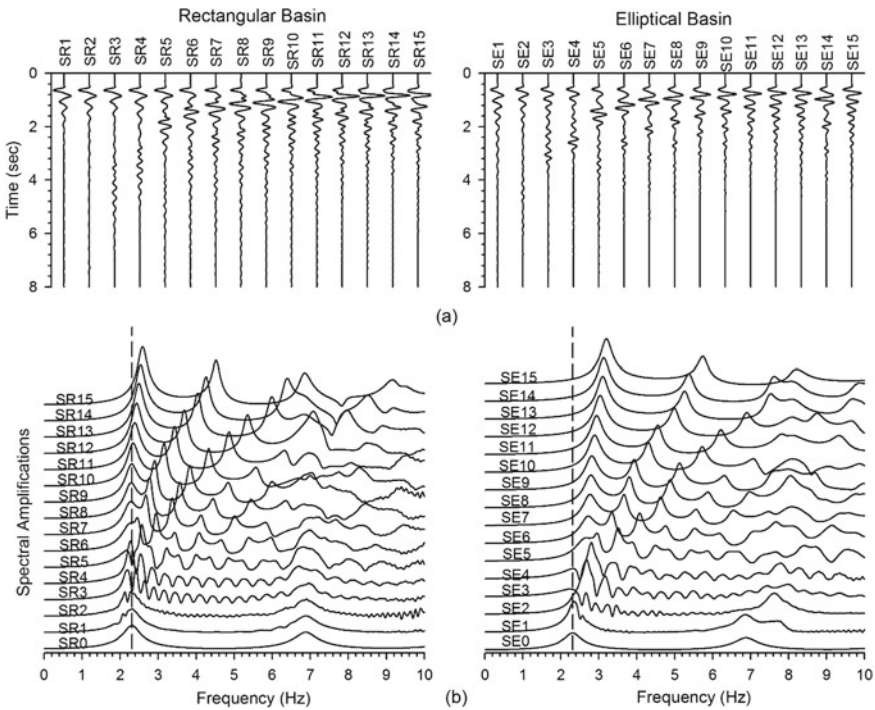 Rectangular Basin
Elliptical Basin
SR1 SR2 SR3 SR4 SR5 SR6 SR7 SR8 SR9 SR10 SR11 SR12 SR13 SR14 SR15
SE1 SE2 SE3 SE4 SE5 SE6 SE7 SE8 SE9 SE10 SE11 SE12 SE13 SE14 SE15
Time (sec)
0
2
4
6
8
0
2
4
6
8
(a)
Spectral Amplifications
SR15
SR14
SR13
SR12
SR11
SR10
SR9
SR8
SR7
SR6
SR5
SR4
SR3
SR2
SR1
SR0
SE15
SE14
SE13
SE12
SE11
SE10
SE9
SE8
SE7
SE6
SE5
SE4
SE3
SE2
SE1
SE0
0 1 2 3 4 5 6 7 8 9 10
0 1 2 3 4 5 6 7 8 9 10
Frequency (Hz)
(b)
Frequency (Hz)